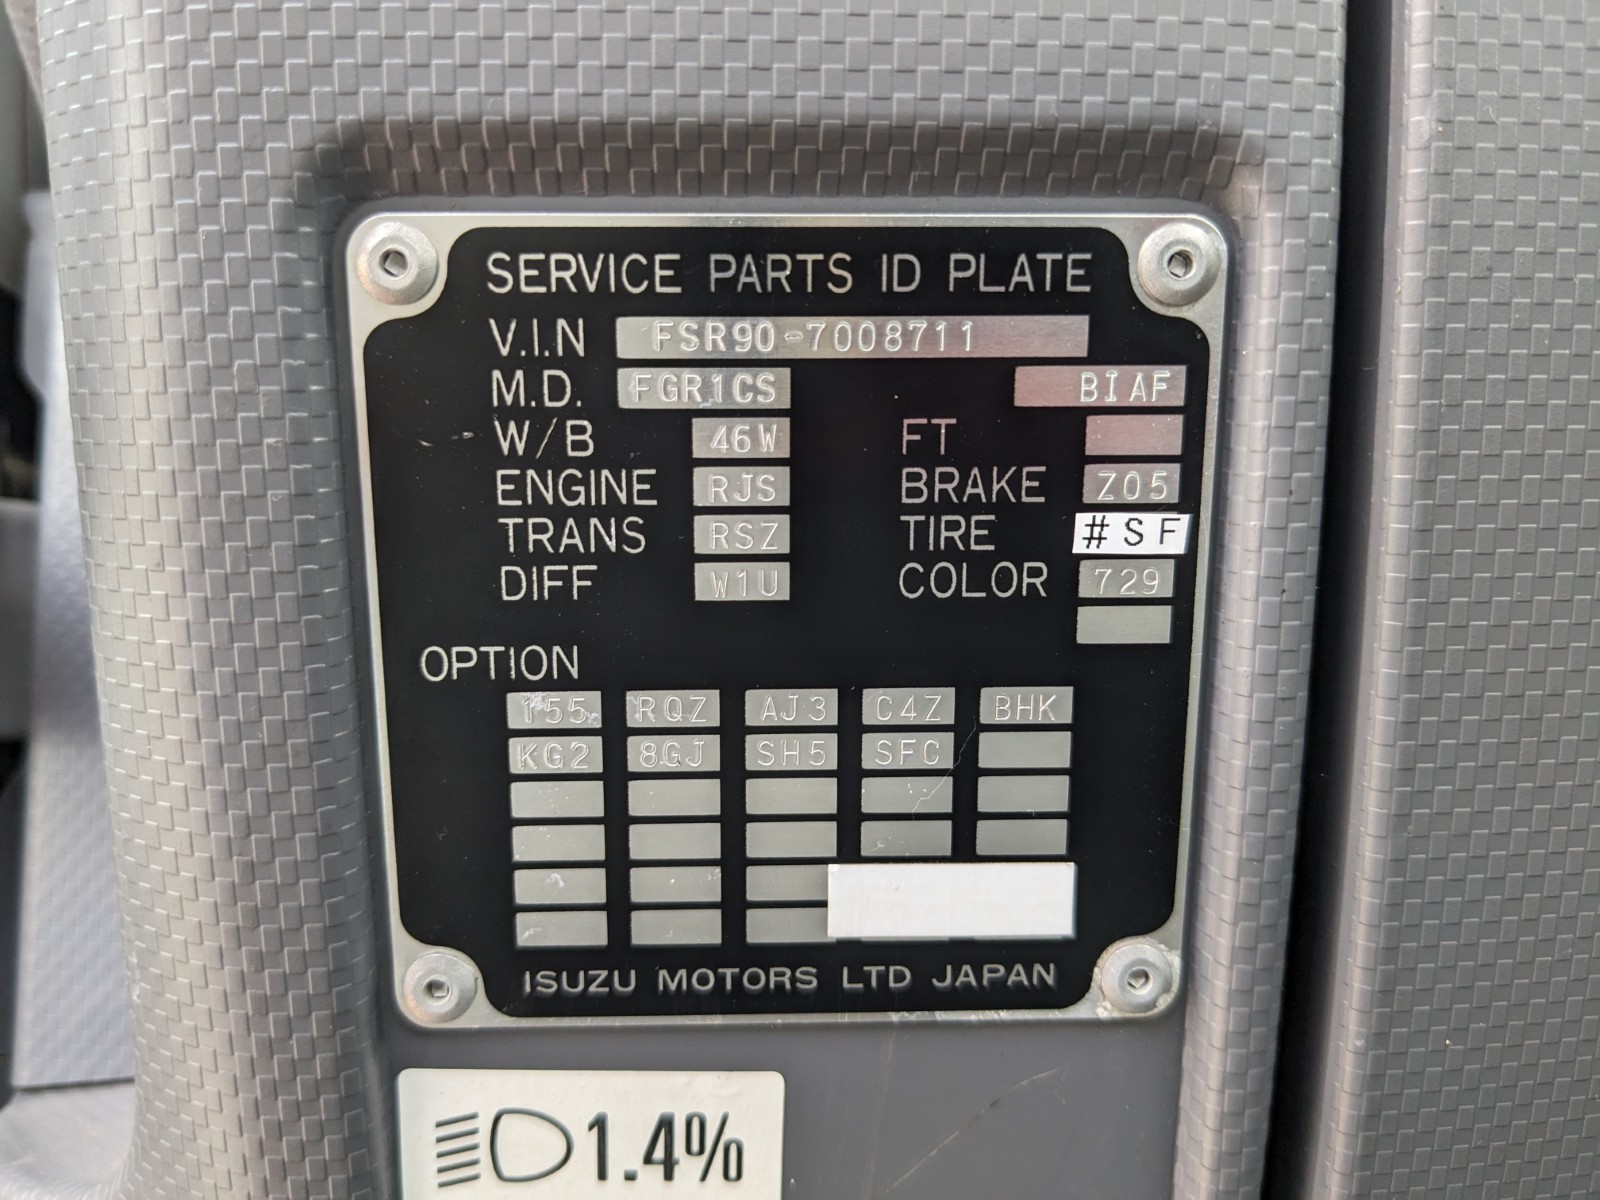 SERVICE PARTS ID PLATE
V.I.N FSR90-7008711
M.D. FGR1CS BIAF
W/B 46W FT
ENGINE RJS BRAKE Z05
TRANS RSZ TIRE #SF
DIFF W1U COLOR 729
OPTION
155 RQZ AJ3 C4Z BHK
KG2 8GJ SH5 SFC
ISUZU MOTORS LTD JAPAN
1.4%